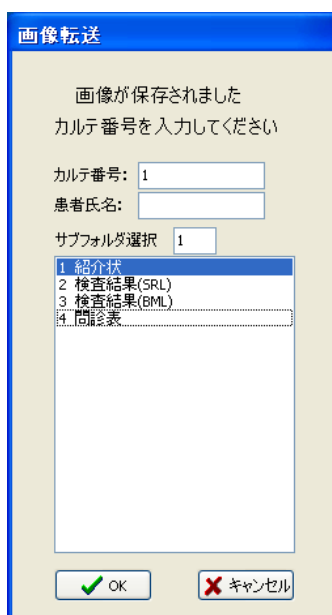 画像転送
画像が保存されました
カルテ番号を入力してください
カルテ番号: 1
患者氏名:
サブフォルダ選択 1
1 紹介状
2 検査結果(SRL)
3 検査結果(BML)
4 問診表
OK キャンセル